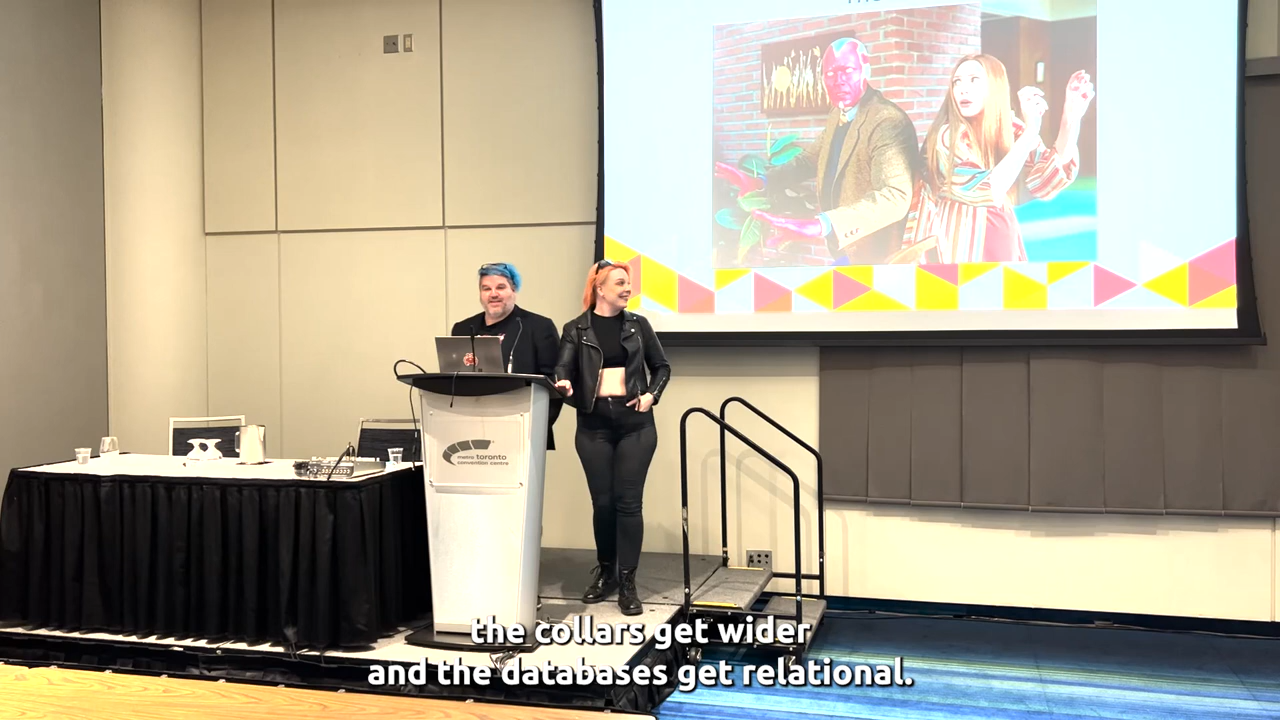 metro toronto
convention centre
the collars get wider
and the databases get relational.